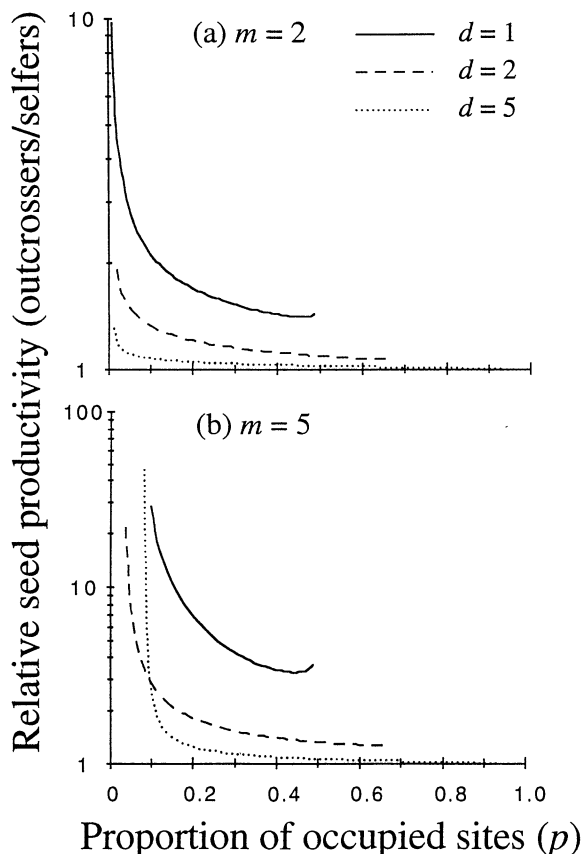 Relative seed productivity (outcrossers/selfers)
10
1
(a) m = 2
d = 1
d = 2
d = 5
100
10
1
(b) m = 5
0 0.2 0.4 0.6 0.8 1.0
Proportion of occupied sites (p)